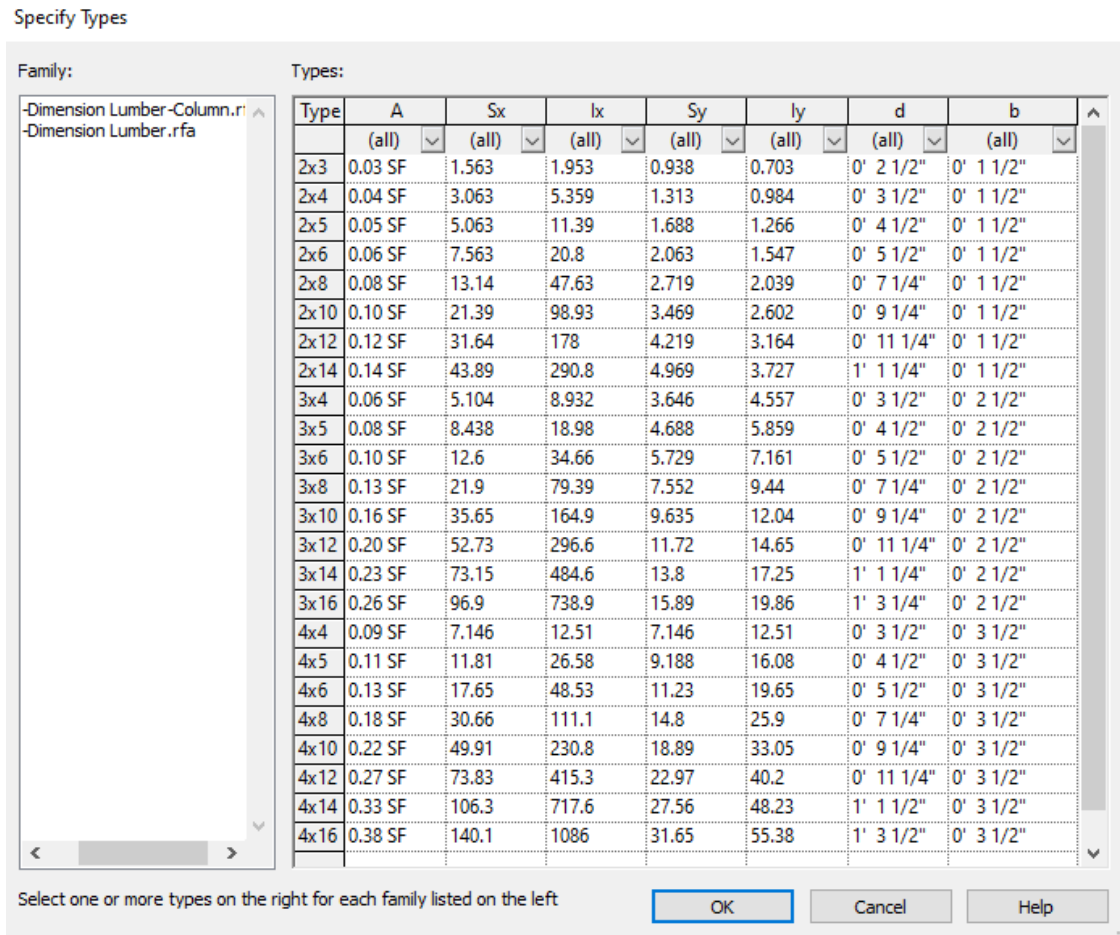 Specify Types
Family: Types:
-Dimension Lumber-Column.rf
-Dimension Lumber.rfa
Type A Sx Ix Sy Iy d b
(all) (all) (all) (all) (all) (all) (all)
2x3 0.03 SF 1.563 1.953 0.938 0.703 0' 2 1/2" 0' 1 1/2"
2x4 0.04 SF 3.063 5.359 1.313 0.984 0' 3 1/2" 0' 1 1/2"
2x5 0.05 SF 5.063 11.39 1.688 1.266 0' 4 1/2" 0' 1 1/2"
2x6 0.06 SF 7.563 20.8 2.063 1.547 0' 5 1/2" 0' 1 1/2"
2x8 0.08 SF 13.14 47.63 2.719 2.039 0' 7 1/4" 0' 1 1/2"
2x10 0.10 SF 21.39 98.93 3.469 2.602 0' 9 1/4" 0' 1 1/2"
2x12 0.12 SF 31.64 178 4.219 3.164 0' 11 1/4" 0' 1 1/2"
2x14 0.14 SF 43.89 290.8 4.969 3.727 1' 1 1/4" 0' 1 1/2"
3x4 0.06 SF 5.104 8.932 3.646 4.557 0' 3 1/2" 0' 2 1/2"
3x5 0.08 SF 8.438 18.98 4.688 5.859 0' 4 1/2" 0' 2 1/2"
3x6 0.10 SF 12.6 34.66 5.729 7.161 0' 5 1/2" 0' 2 1/2"
3x8 0.13 SF 21.9 79.39 7.552 9.44 0' 7 1/4" 0' 2 1/2"
3x10 0.16 SF 35.65 164.9 9.635 12.04 0' 9 1/4" 0' 2 1/2"
3x12 0.20 SF 52.73 296.6 11.72 14.65 0' 11 1/4" 0' 2 1/2"
3x14 0.23 SF 73.15 484.6 13.8 17.25 1' 1 1/4" 0' 2 1/2"
3x16 0.26 SF 96.9 738.9 15.89 19.86 1' 3 1/4" 0' 2 1/2"
4x4 0.09 SF 7.146 12.51 7.146 12.51 0' 3 1/2" 0' 3 1/2"
4x5 0.11 SF 11.81 26.58 9.188 16.08 0' 4 1/2" 0' 3 1/2"
4x6 0.13 SF 17.65 48.53 11.23 19.65 0' 5 1/2" 0' 3 1/2"
4x8 0.18 SF 30.66 111.1 14.8 25.9 0' 7 1/4" 0' 3 1/2"
4x10 0.22 SF 49.91 230.8 18.89 33.05 0' 9 1/4" 0' 3 1/2"
4x12 0.27 SF 73.83 415.3 22.97 40.2 0' 11 1/4" 0' 3 1/2"
4x14 0.33 SF 106.3 717.6 27.56 48.23 1' 1 1/2" 0' 3 1/2"
4x16 0.38 SF 140.1 1086 31.65 55.38 1' 3 1/2" 0' 3 1/2"
Select one or more types on the right for each family listed on the left
OK Cancel Help